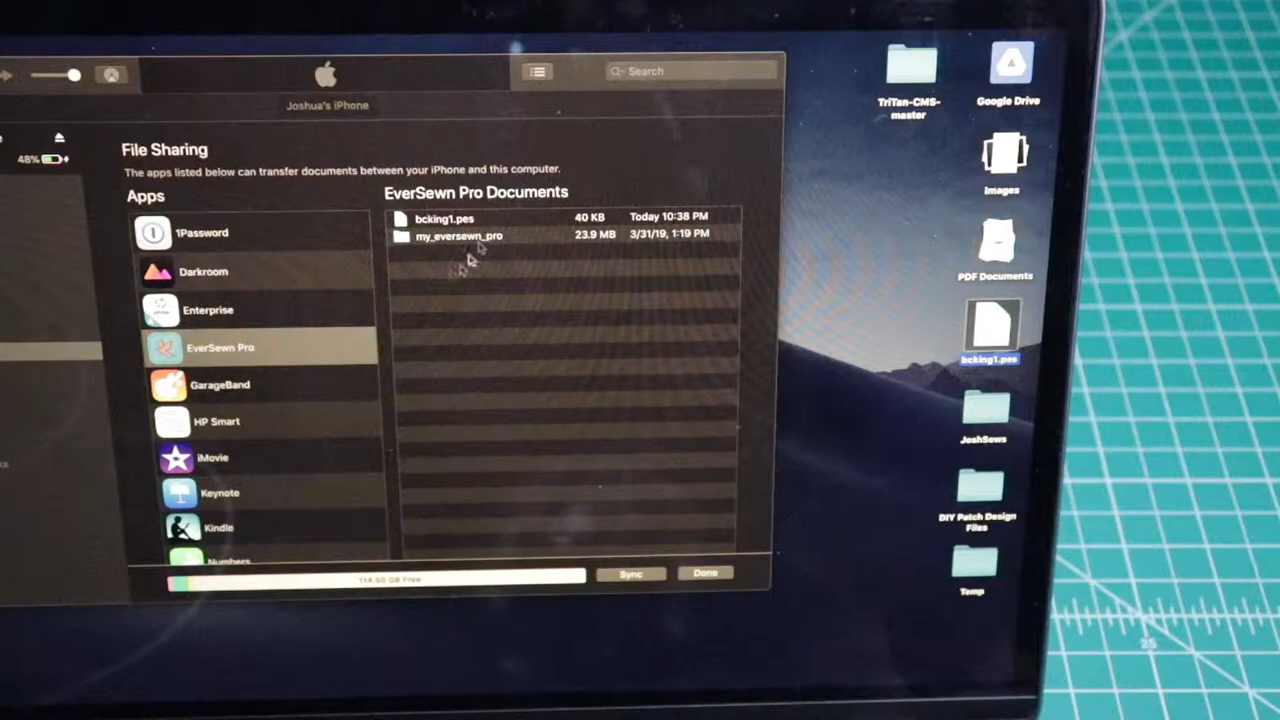 Search
Joshua's iPhone
48%
File Sharing
The apps listed below can transfer documents between your iPhone and this computer.
Apps
1Password
Darkroom
Enterprise
EverSewn Pro
GarageBand
HP Smart
iMovie
Keynote
Kindle
Numbers
EverSewn Pro Documents
bcking1.pes 40 KB Today 10:38 PM
my_eversewn_pro 23.9 MB 3/31/19, 1:19 PM
114.50 GB Free
Sync
Done
TriTan-CMS-
master
Google Drive
Images
PDF Documents
bcking1.pes
JoshSews
DIY Patch Design
Files
Temp
25